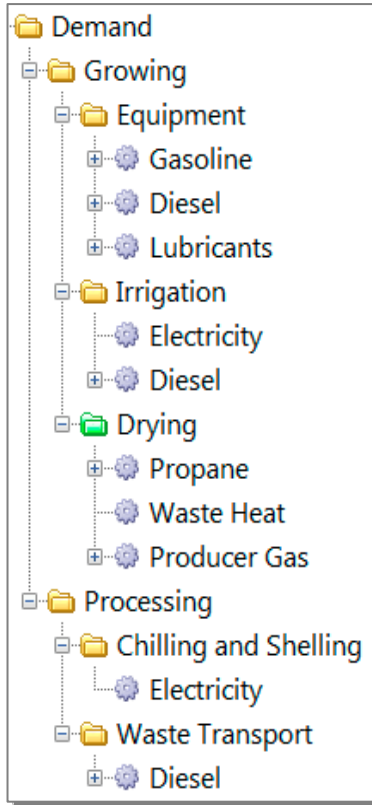 Demand
Growing
Equipment
Gasoline
Diesel
Lubricants
Irrigation
Electricity
Diesel
Drying
Propane
Waste Heat
Producer Gas
Processing
Chilling and Shelling
Electricity
Waste Transport
Diesel